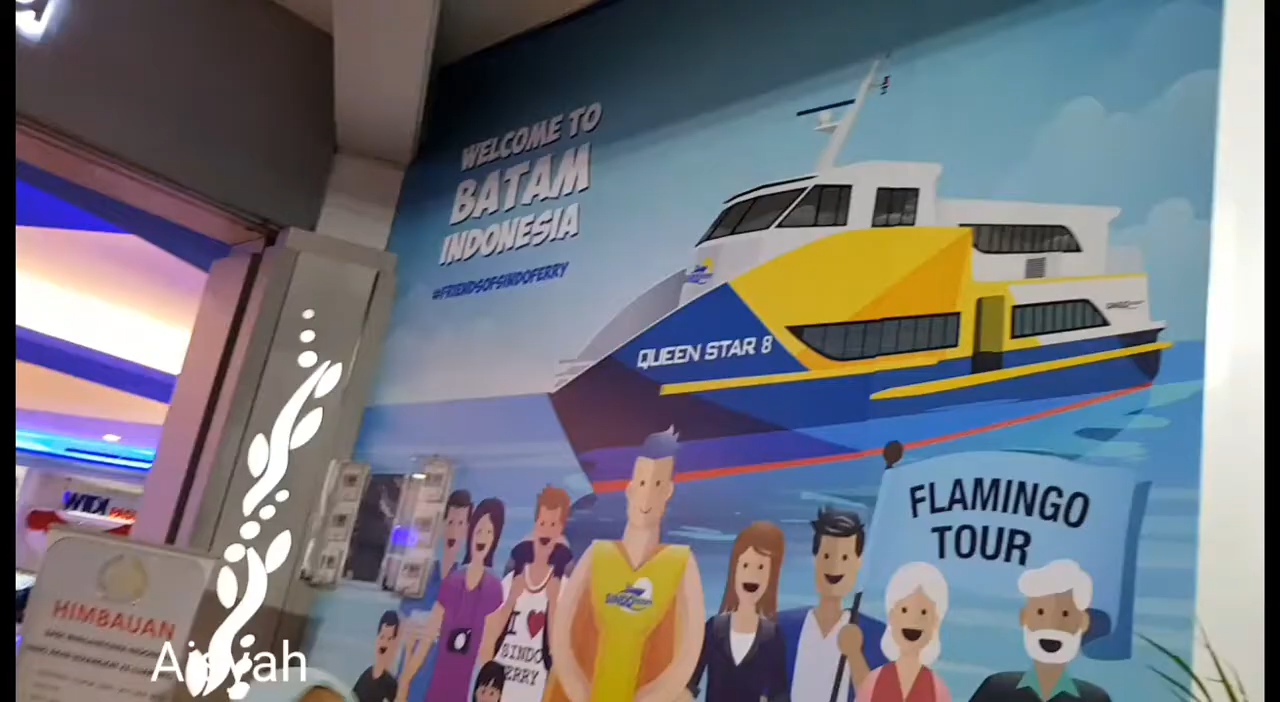 WELCOME TO
BATAM
INDONESIA
#FRIENDSOFSINDOFERRY
QUEEN STAR 8
FLAMINGO
TOUR
I ♥
SINDO
FERRY
HIMBAUAN
Aisyah